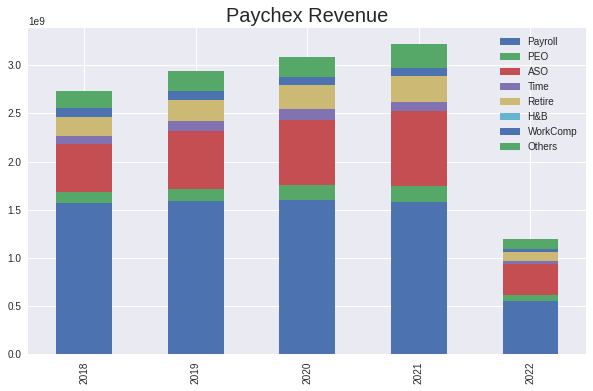 Paychex Revenue
1e9
3.0
2.5
2.0
1.5
1.0
0.5
0.0
Payroll
PEO
ASO
Time
Retire
H&B
WorkComp
Others
2018
2019
2020
2021
2022